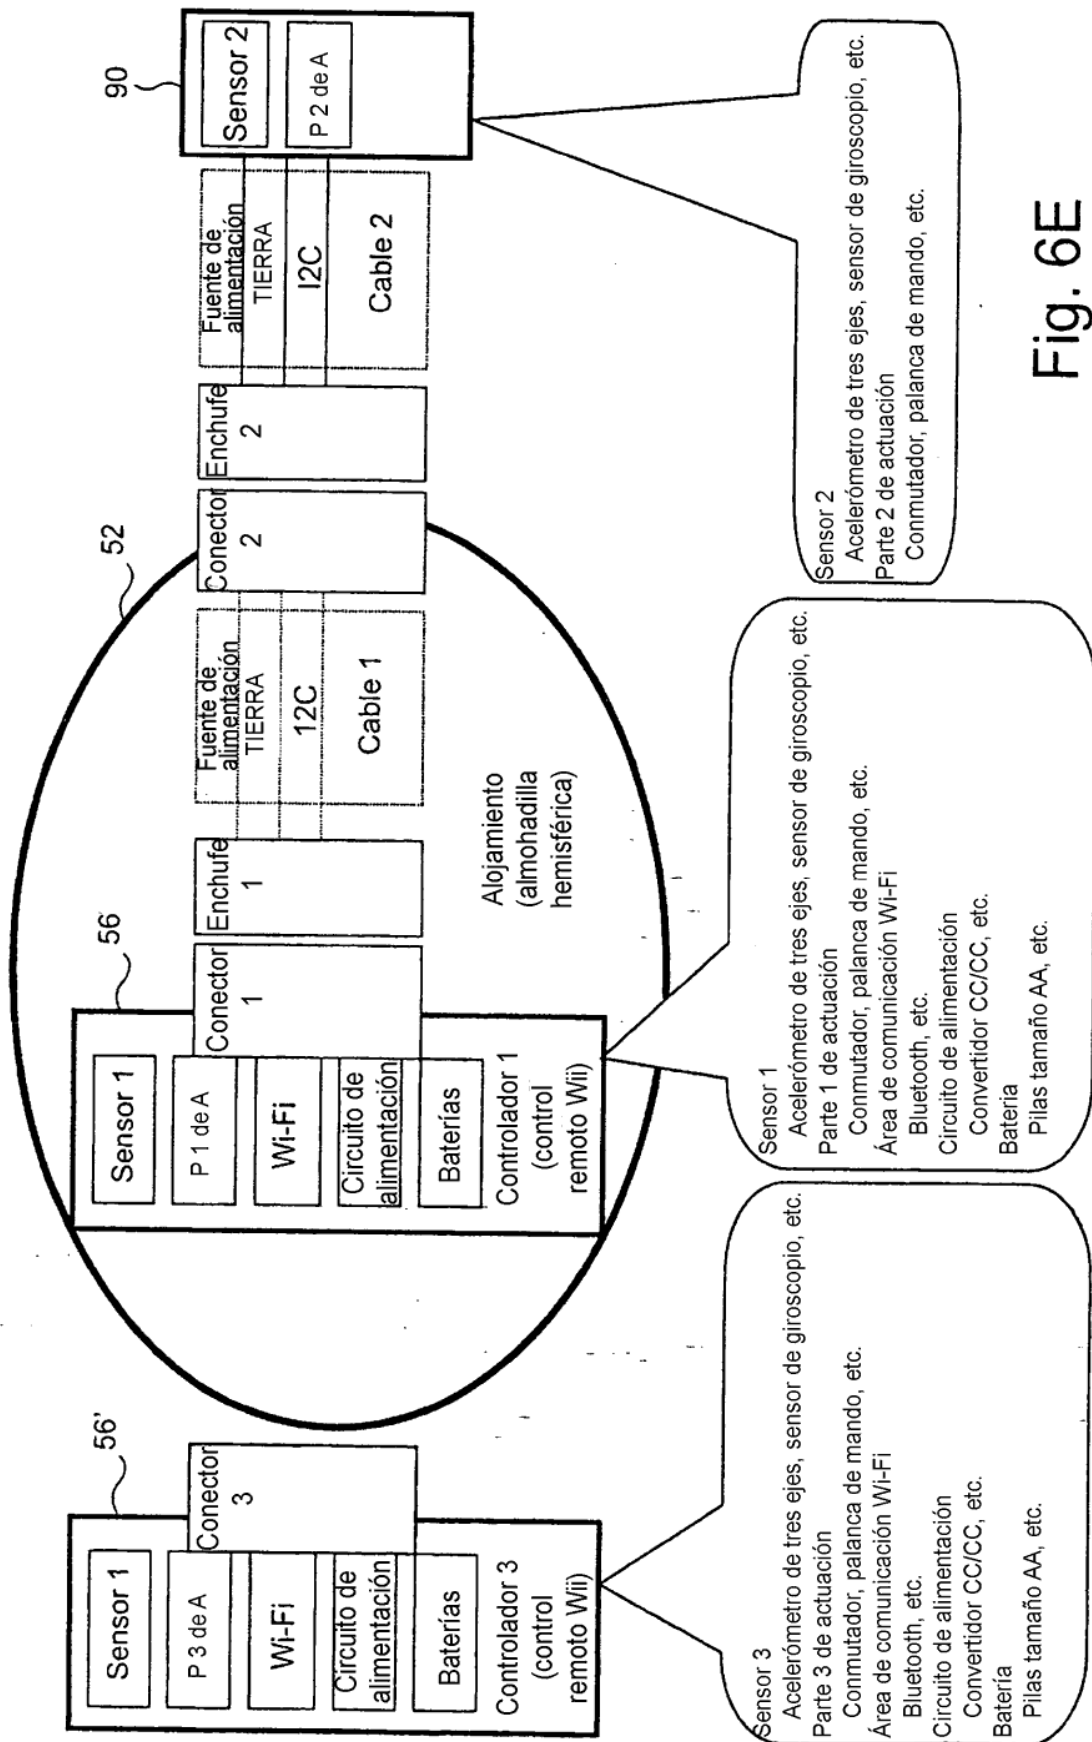 56'
Sensor 1
P 3 de A
Wi-Fi
Circuito de
alimentación
Baterías
Controlador 3
(control
remoto Wii)
Conector
3
52
56
Sensor 1
P 1 de A
Wi-Fi
Circuito de
alimentación
Baterías
Controlador 1
(control
remoto Wii)
Conector
1
Enchufe
1
Fuente de
alimentación
TIERRA
12C
Cable 1
Alojamiento
(almohadilla
hemisférica)
Conector
2
Enchufe
2
Fuente de
alimentación
TIERRA
I2C
Cable 2
90
Sensor 2
P 2 de A
Sensor 3
Acelerómetro de tres ejes, sensor de giroscopio, etc.
Parte 3 de actuación
Conmutador, palanca de mando, etc.
Área de comunicación Wi-Fi
Bluetooth, etc.
Circuito de alimentación
Convertidor CC/CC, etc.
Batería
Pilas tamaño AA, etc.
Sensor 1
Acelerómetro de tres ejes, sensor de giroscopio, etc.
Parte 1 de actuación
Conmutador, palanca de mando, etc.
Área de comunicación Wi-Fi
Bluetooth, etc.
Circuito de alimentación
Convertidor CC/CC, etc.
Batería
Pilas tamaño AA, etc.
Sensor 2
Acelerómetro de tres ejes, sensor de giroscopio, etc.
Parte 2 de actuación
Conmutador, palanca de mando, etc.
Fig. 6E